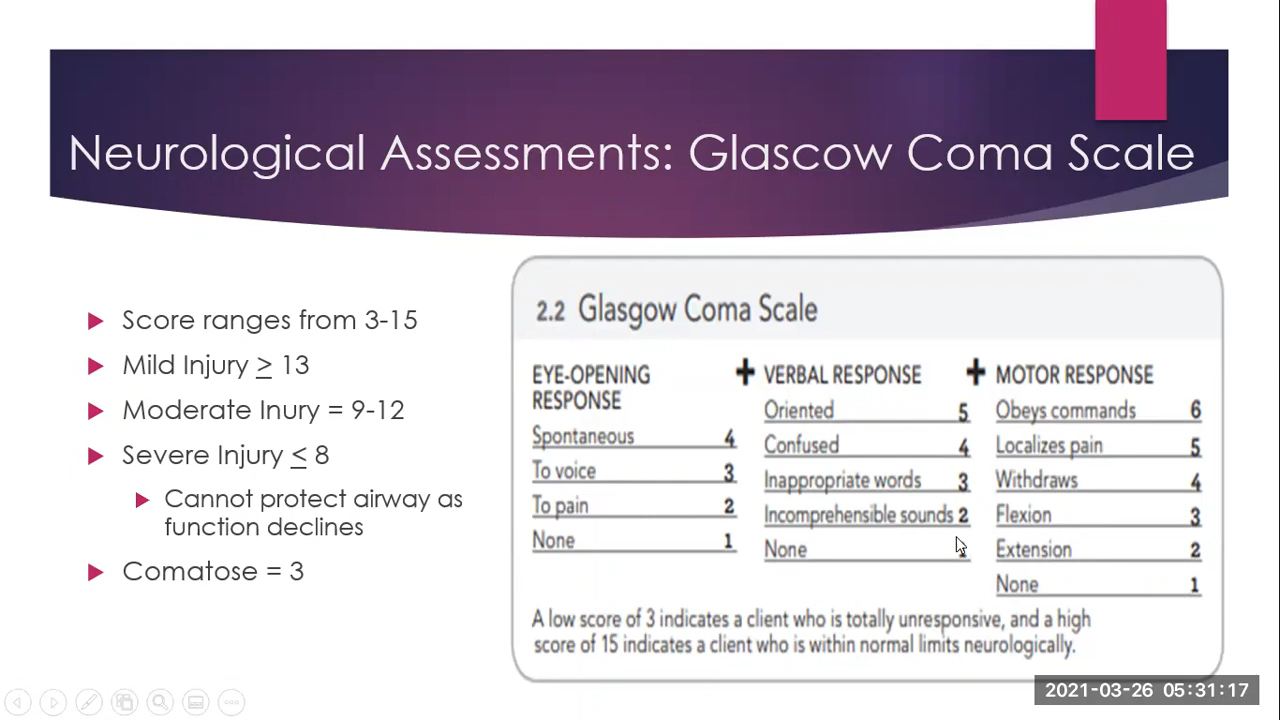 Neurological Assessments: Glascow Coma Scale
Score ranges from 3-15
Mild Injury ≥ 13
Moderate Inury = 9-12
Severe Injury ≤ 8
Cannot protect airway as
function declines
Comatose = 3
2.2 Glasgow Coma Scale
EYE-OPENING
RESPONSE
Spontaneous 4
To voice 3
To pain 2
None 1
+ VERBAL RESPONSE
Oriented 5
Confused 4
Inappropriate words 3
Incomprehensible sounds 2
None
+ MOTOR RESPONSE
Obeys commands 6
Localizes pain 5
Withdraws 4
Flexion 3
Extension 2
None 1
A low score of 3 indicates a client who is totally unresponsive, and a high
score of 15 indicates a client who is within normal limits neurologically.
2021-03-26 05:31:17